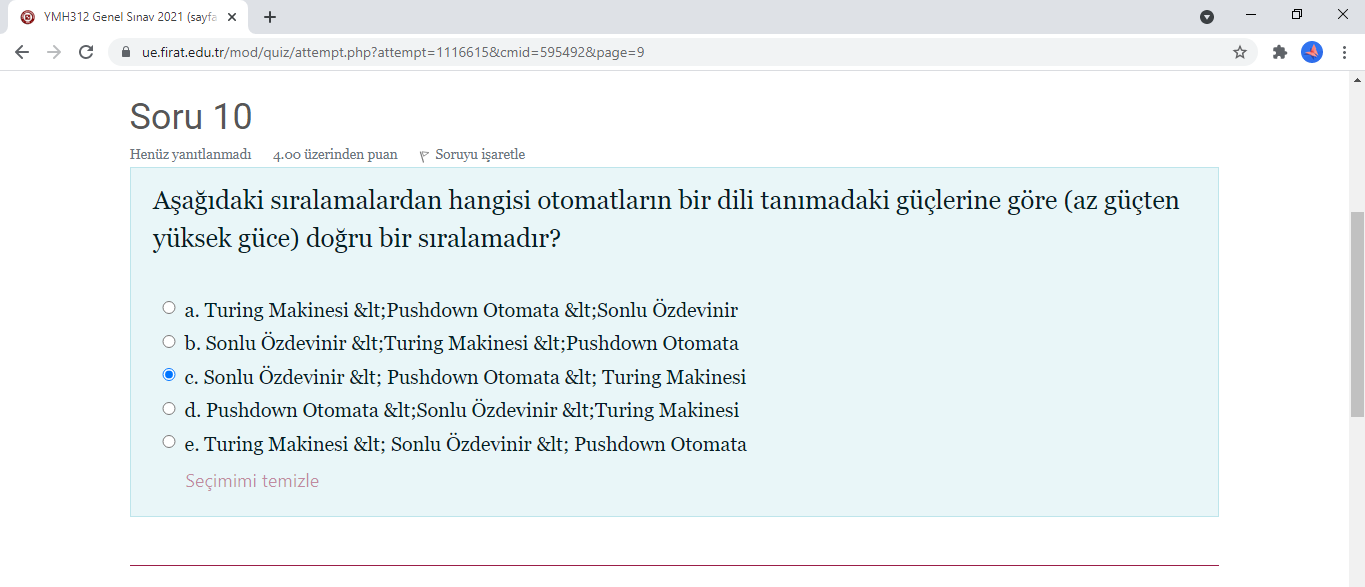 YMH312 Genel Sınav 2021 (sayfa
ue.firat.edu.tr/mod/quiz/attempt.php?attempt=1116615&cmid=595492&page=9
Soru 10
Henüz yanıtlanmadı 4.00 üzerinden puan Soruyu işaretle
Aşağıdaki sıralamalardan hangisi otomatların bir dili tanımadaki güçlerine göre (az güçten
yüksek güce) doğru bir sıralamadır?
a. Turing Makinesi &lt;Pushdown Otomata &lt;Sonlu Özdevinir
b. Sonlu Özdevinir &lt;Turing Makinesi &lt;Pushdown Otomata
c. Sonlu Özdevinir &lt; Pushdown Otomata &lt; Turing Makinesi
d. Pushdown Otomata &lt;Sonlu Özdevinir &lt;Turing Makinesi
e. Turing Makinesi &lt; Sonlu Özdevinir &lt; Pushdown Otomata
Seçimimi temizle